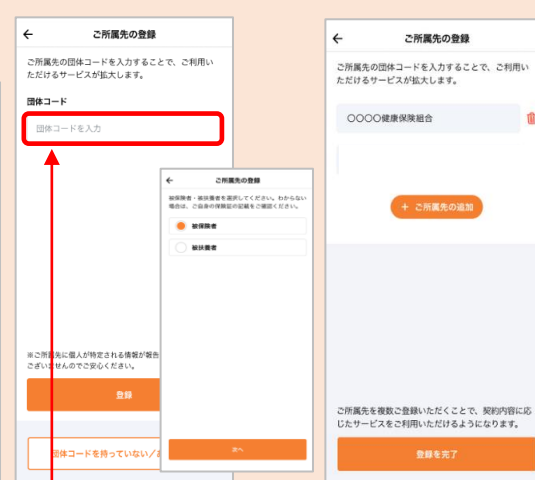 ご所属先の登録
ご所属先の団体コードを入力することで、ご利用い
ただけるサービスが拡大します。
団体コード
団体コードを入力
※ご所属先に個人が特定される情報が報告
ございませんのでご安心ください。
登録
団体コードを持っていない／
ご所属先の登録
被保険者・被扶養者を選択してください。わからない
場合は、ご自身の保険証の記載をご確認ください。
被保険者
被扶養者
次へ
ご所属先の登録
ご所属先の団体コードを入力することで、ご利用い
ただけるサービスが拡大します。
〇〇〇〇健康保険組合
+ ご所属先の追加
ご所属先を複数ご登録いただくことで、契約内容に応
じたサービスをご利用いただけるようになります。
登録を完了